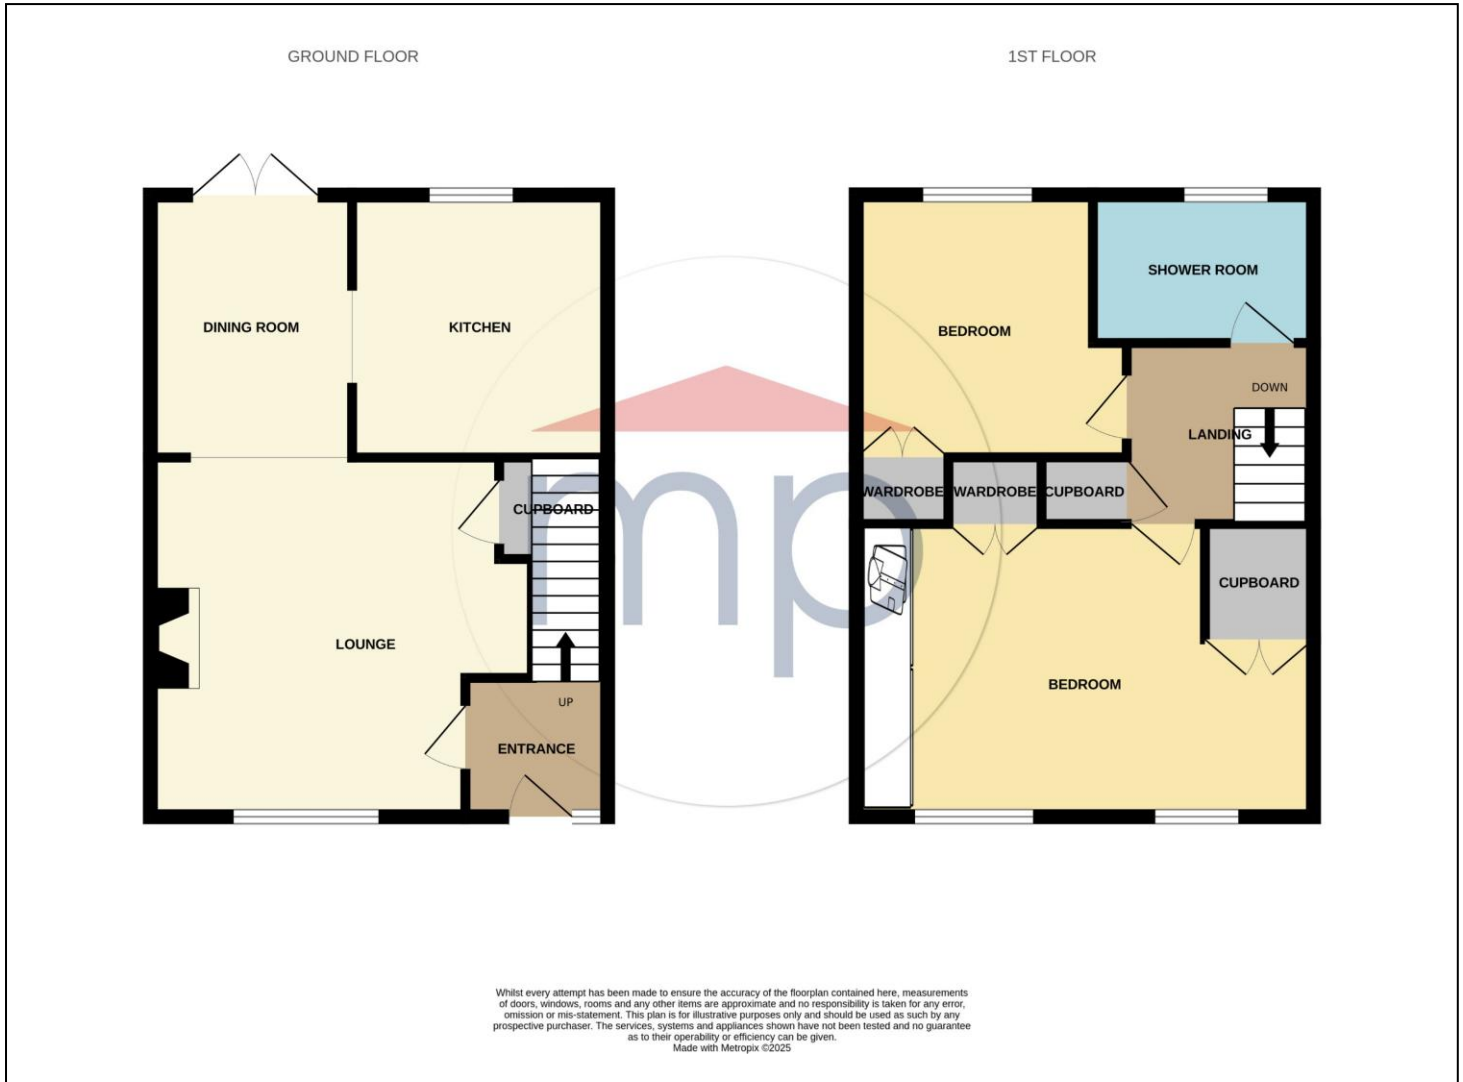 GROUND FLOOR
1ST FLOOR
DINING ROOM
KITCHEN
CUPBOARD
LOUNGE
UP
ENTRANCE
SHOWER ROOM
BEDROOM
DOWN
LANDING
WARDROBE
WARDROBE
CUPBOARD
CUPBOARD
BEDROOM
mp
Whilst every attempt has been made to ensure the accuracy of the floorplan contained here, measurements
of doors, windows, rooms and any other items are approximate and no responsibility is taken for any error,
omission or mis-statement. This plan is for illustrative purposes only and should be used as such by any
prospective purchaser. The services, systems and appliances shown have not been tested and no guarantee
as to their operability or efficiency can be given.
Made with Metropix ©2025